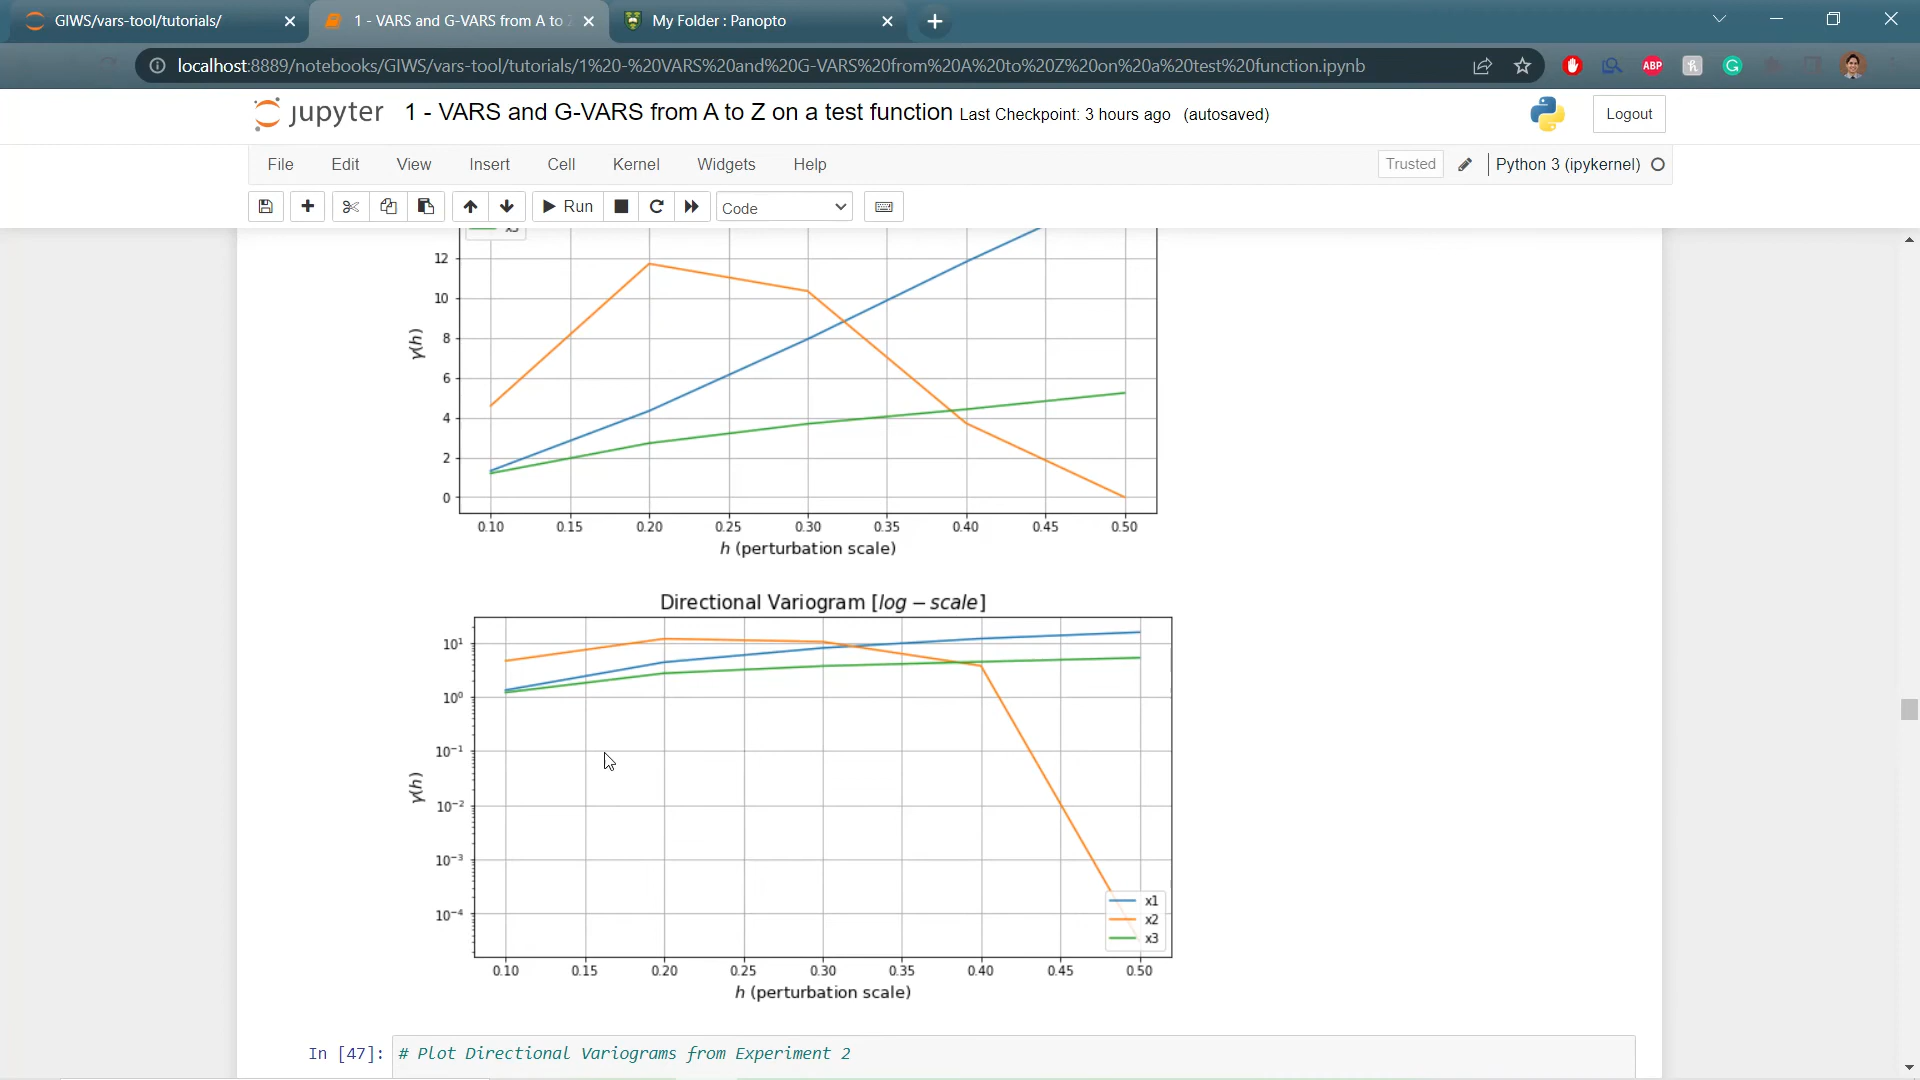 GIWS/vars-tool/tutorials/
1 - VARS and G-VARS from A to Z
My Folder : Panopto
localhost:8889/notebooks/GIWS/vars-tool/tutorials/1%20-%20VARS%20and%20G-VARS%20from%20A%20to%20Z%20on%20a%20test%20function.ipynb
ABP
jupyter 1 - VARS and G-VARS from A to Z on a test function Last Checkpoint: 3 hours ago (autosaved)
Logout
File Edit View Insert Cell Kernel Widgets Help
Trusted Python 3 (ipykernel)
Run Code
12
10
8
6
4
2
0
γ(h)
0.10 0.15 0.20 0.25 0.30 0.35 0.40 0.45 0.50
h (perturbation scale)
Directional Variogram [log − scale]
10¹
10⁰
10⁻¹
10⁻²
10⁻³
10⁻⁴
γ(h)
x1
x2
x3
0.10 0.15 0.20 0.25 0.30 0.35 0.40 0.45 0.50
h (perturbation scale)
In [47]: # Plot Directional Variograms from Experiment 2